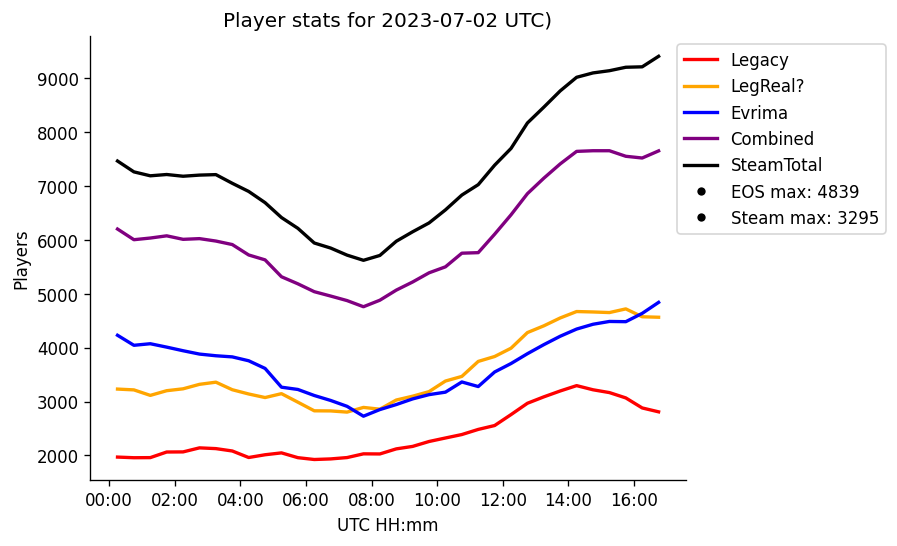 Player stats for 2023-07-02 UTC)
Legacy
LegReal?
Evrima
Combined
SteamTotal
EOS max: 4839
Steam max: 3295
Players
9000
8000
7000
6000
5000
4000
3000
2000
00:00 02:00 04:00 06:00 08:00 10:00 12:00 14:00 16:00
UTC HH:mm